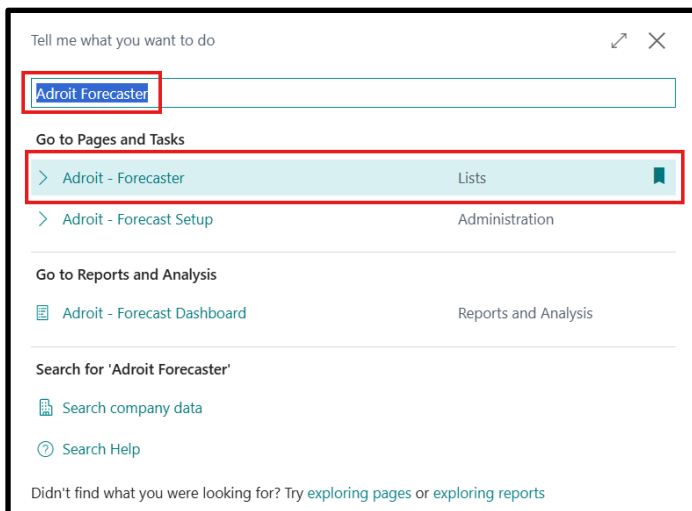 Tell me what you want to do
Adroit Forecaster
Go to Pages and Tasks
Adroit - Forecaster Lists
Adroit - Forecast Setup Administration
Go to Reports and Analysis
Adroit - Forecast Dashboard Reports and Analysis
Search for 'Adroit Forecaster'
Search company data
Search Help
Didn't find what you were looking for? Try exploring pages or exploring reports